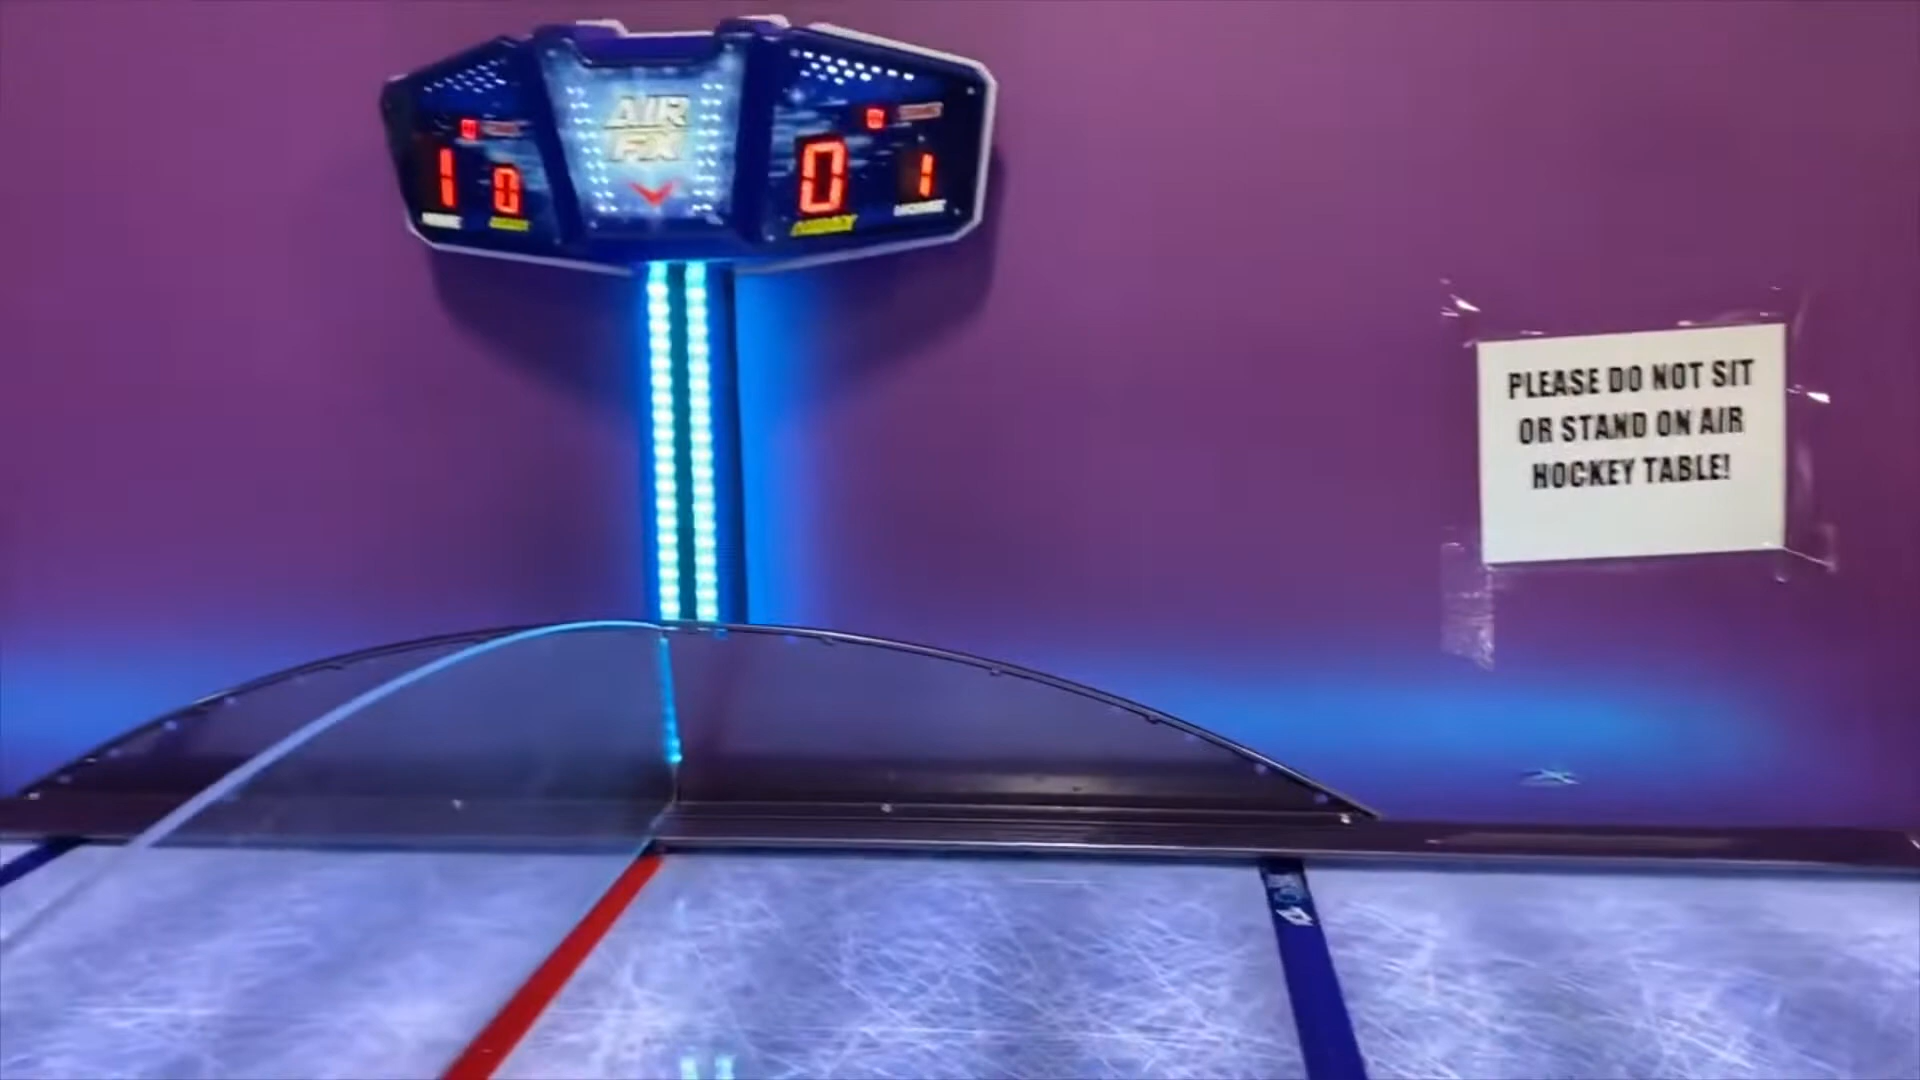 AIR
FX
1 0
0 1
PLEASE DO NOT SIT
OR STAND ON AIR
HOCKEY TABLE!